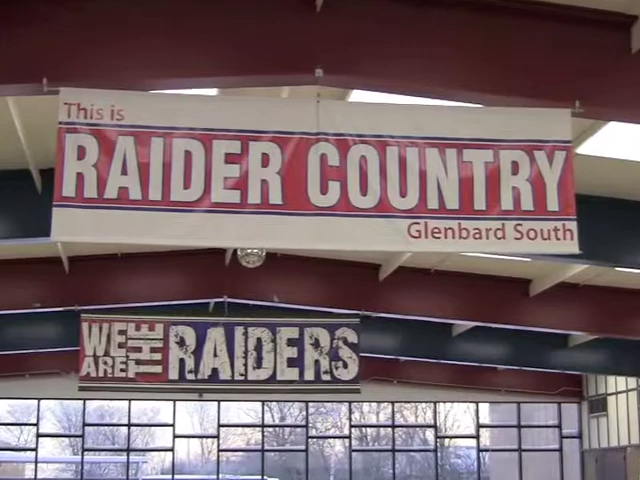 This is
RAIDER COUNTRY
Glenbard South
WE ARE THE RAIDERS